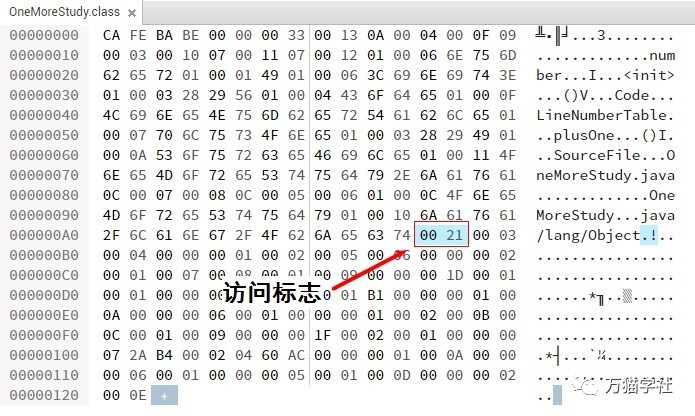 OneMoreStudy.class ×
00000000 CA FE BA BE 00 00 00 33 00 13 0A 00 04 00 0F 09 ╩.║╛...3........
00000010 00 03 00 10 07 00 11 07 00 12 01 00 06 6E 75 6D .............num
00000020 62 65 72 01 00 01 49 01 00 06 3C 69 6E 69 74 3E ber...I...<init>
00000030 01 00 03 28 29 56 01 00 04 43 6F 64 65 01 00 0F ...()V...Code...
00000040 4C 69 6E 65 4E 75 6D 62 65 72 54 61 62 6C 65 01 LineNumberTable.
00000050 00 07 70 6C 75 73 4F 6E 65 01 00 03 28 29 49 01 ..plusOne...()I.
00000060 00 0A 53 6F 75 72 63 65 46 69 6C 65 01 00 11 4F ..SourceFile...O
00000070 6E 65 4D 6F 72 65 53 74 75 64 79 2E 6A 61 76 61 neMoreStudy.java
00000080 0C 00 07 00 08 0C 00 05 00 06 01 00 0C 4F 6E 65 .............One
00000090 4D 6F 72 65 53 74 75 64 79 01 00 10 6A 61 76 61 MoreStudy...java
000000A0 2F 6C 61 6E 67 2F 4F 62 6A 65 63 74 00 21 00 03 /lang/Object.!..
000000B0 00 04 00 00 00 01 00 02 00 05 00 06 00 00 00 02 ................
000000C0 00 01 00 07 00 08 00 01 00 09 00 00 00 1D 00 01 ................
000000D0 00 01 00 00 00 01 B1 00 00 00 01 00 .......*╖..▒......
访问标志
000000E0 0A 00 00 00 06 00 01 00 00 00 01 00 02 00 0B 00 ................
000000F0 0C 00 01 00 09 00 00 00 1F 00 02 00 01 00 00 00 ................
00000100 07 2A B4 00 02 04 60 AC 00 00 00 01 00 0A 00 00 .*┤...`¼........
00000110 00 06 00 01 00 00 00 05 00 01 00 0D 00 00 00 02
00000120 00 0E + ..
万猫学社